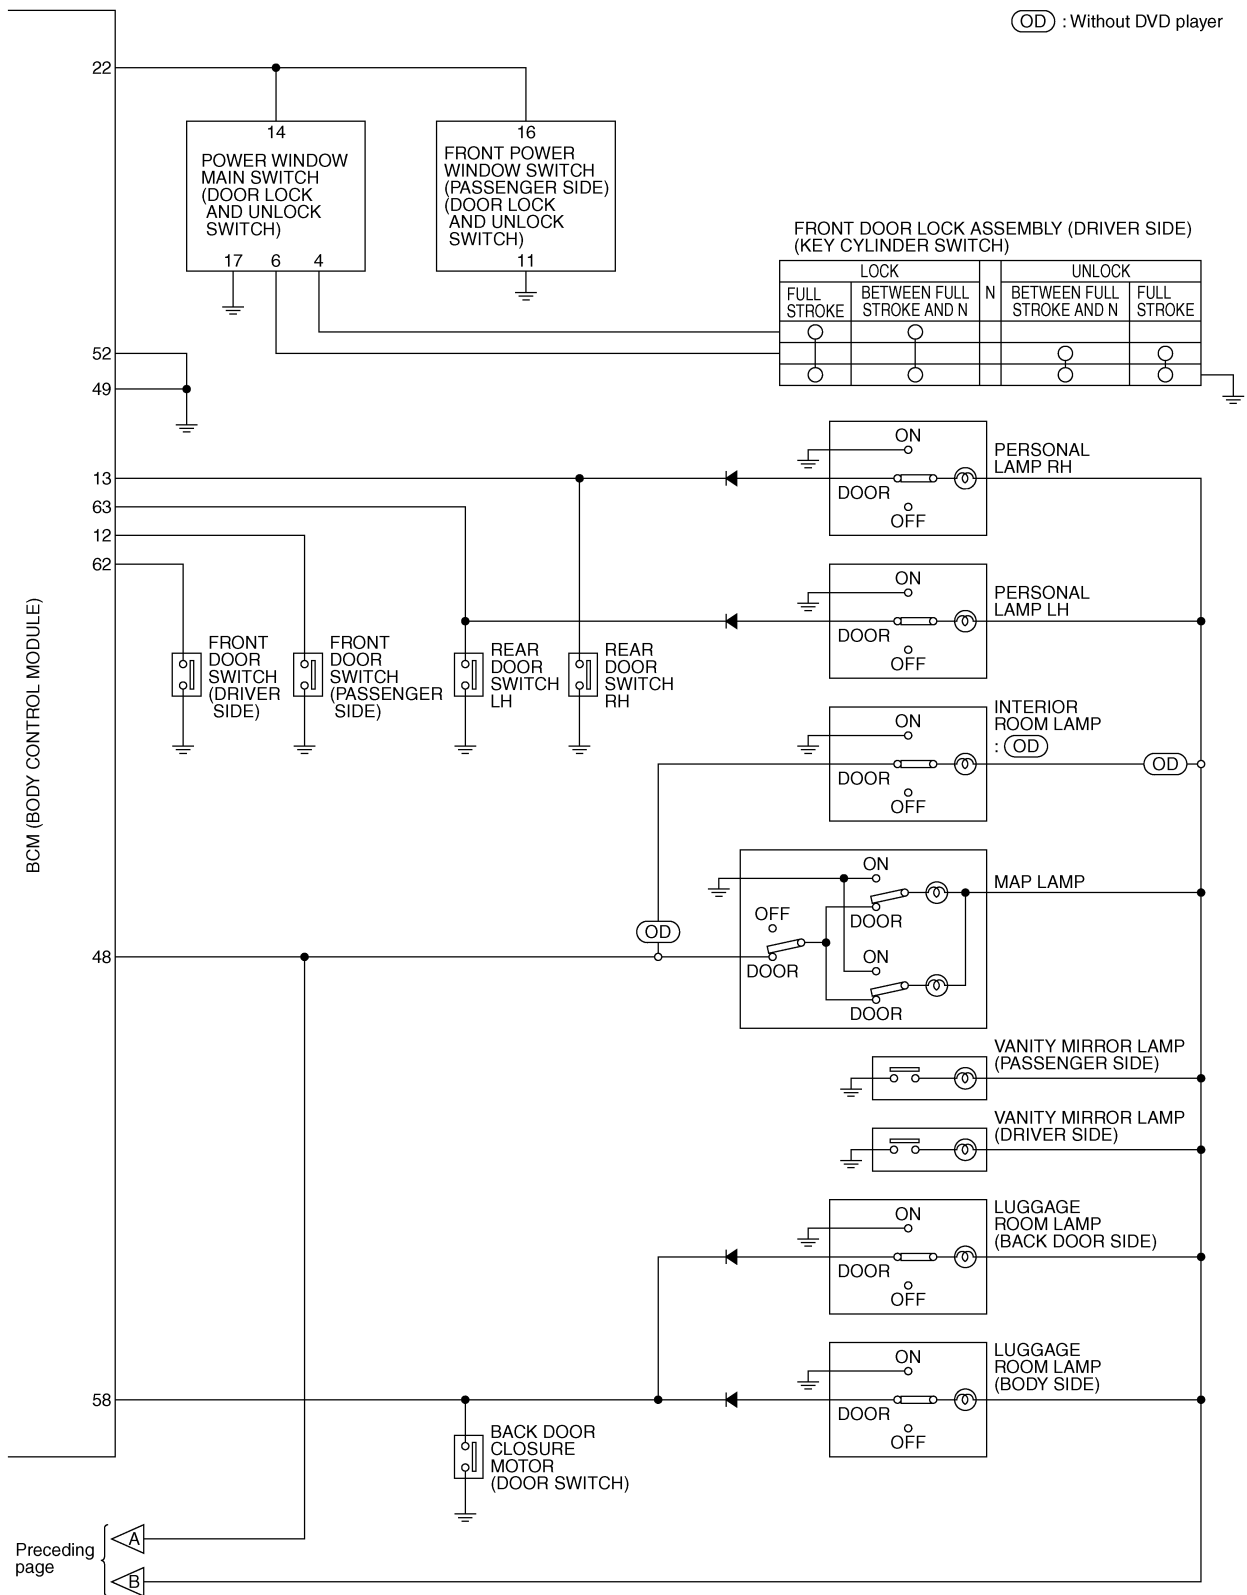 OD : Without DVD player
22
14
POWER WINDOW
MAIN SWITCH
(DOOR LOCK
AND UNLOCK
SWITCH)
17 6 4
16
FRONT POWER
WINDOW SWITCH
(PASSENGER SIDE)
(DOOR LOCK
AND UNLOCK
SWITCH)
11
FRONT DOOR LOCK ASSEMBLY (DRIVER SIDE)
(KEY CYLINDER SWITCH)
LOCK
N
UNLOCK
FULL
STROKE
BETWEEN FULL
STROKE AND N
BETWEEN FULL
STROKE AND N
FULL
STROKE
52
49
13
63
12
62
BCM (BODY CONTROL MODULE)
ON
DOOR
OFF
PERSONAL
LAMP RH
ON
DOOR
OFF
PERSONAL
LAMP LH
FRONT
DOOR
SWITCH
(DRIVER
SIDE)
FRONT
DOOR
SWITCH
(PASSENGER
SIDE)
REAR
DOOR
SWITCH
LH
REAR
DOOR
SWITCH
RH
ON
DOOR
OFF
INTERIOR
ROOM LAMP
: OD
OD
OD
48
OFF
DOOR
ON
DOOR
ON
DOOR
MAP LAMP
VANITY MIRROR LAMP
(PASSENGER SIDE)
VANITY MIRROR LAMP
(DRIVER SIDE)
ON
DOOR
OFF
LUGGAGE
ROOM LAMP
(BACK DOOR SIDE)
58
ON
DOOR
OFF
LUGGAGE
ROOM LAMP
(BODY SIDE)
BACK DOOR
CLOSURE
MOTOR
(DOOR SWITCH)
Preceding
page
A
B